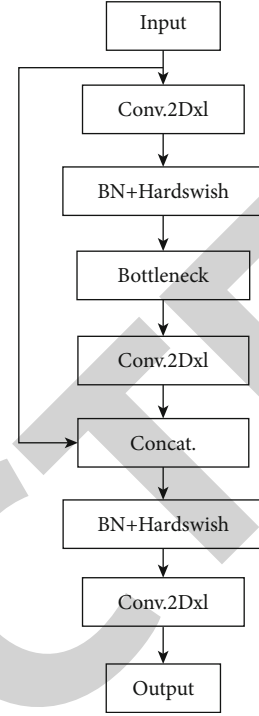 Input
Conv.2Dxl
BN+Hardswish
Bottleneck
Conv.2Dxl
Concat.
BN+Hardswish
Conv.2Dxl
Output